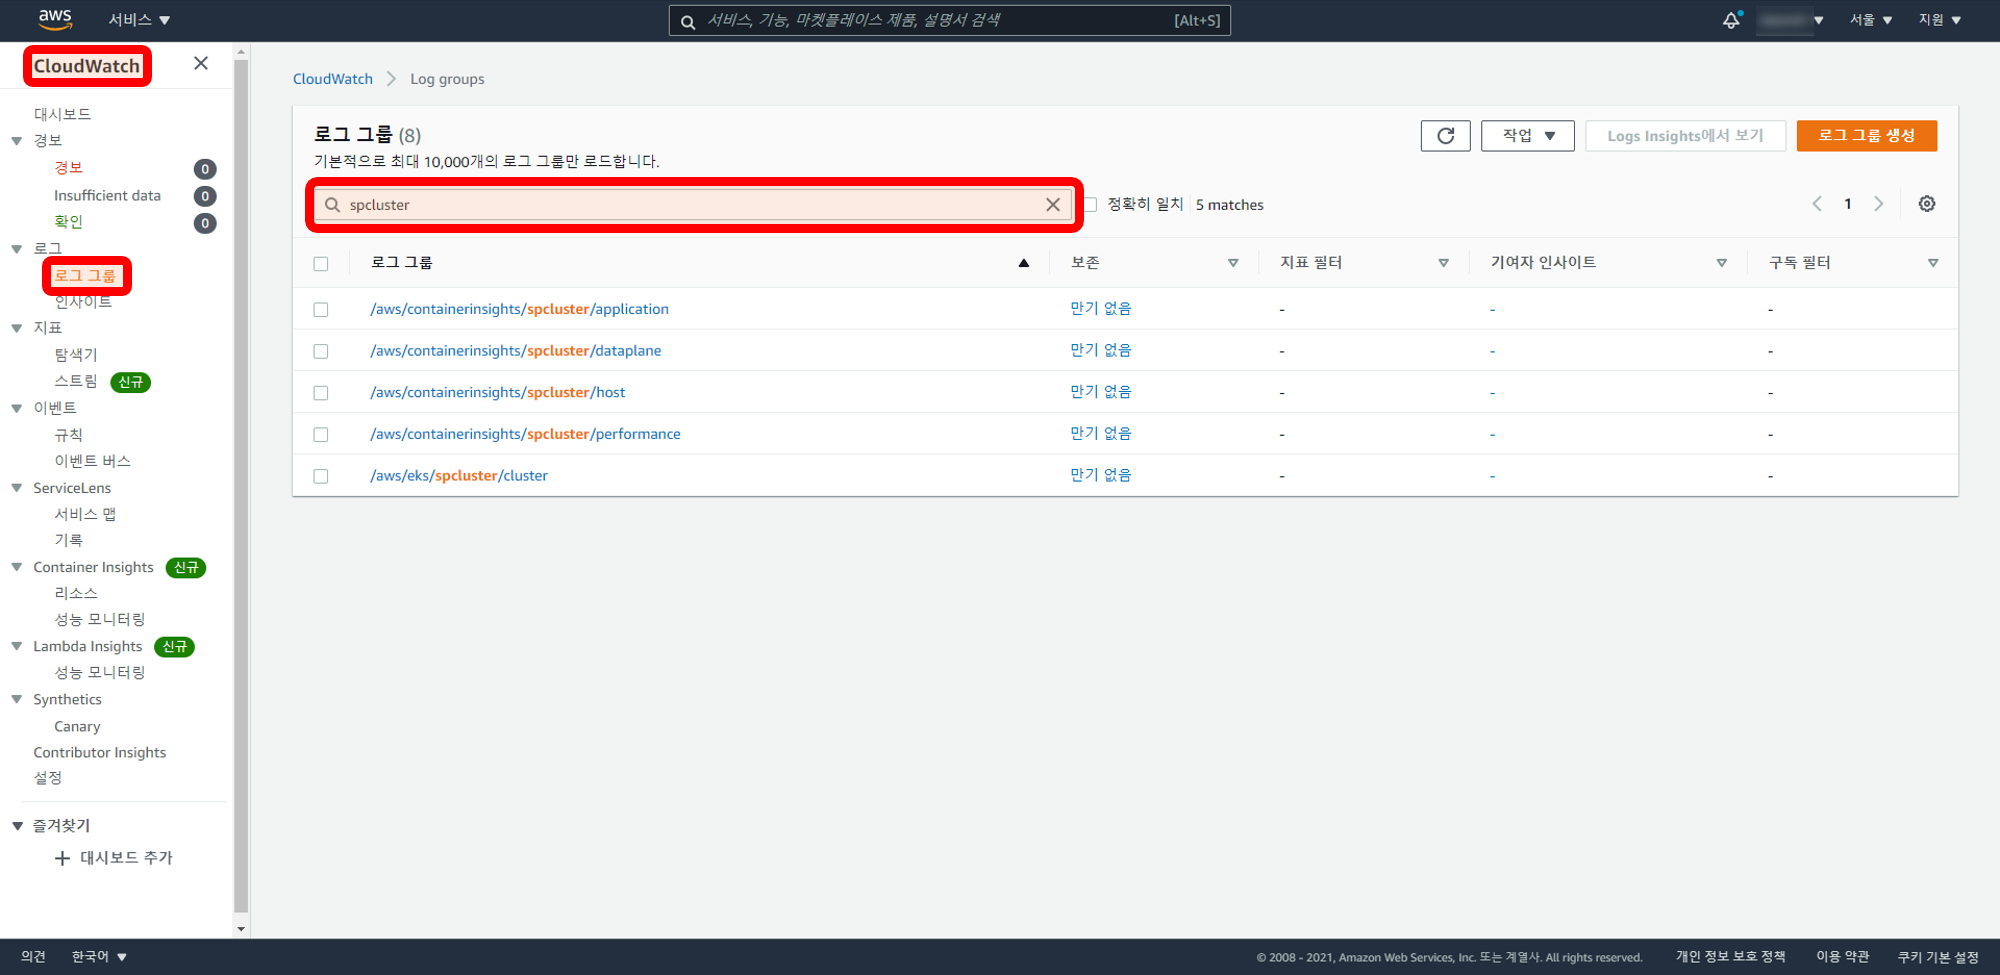 aws 서비스 ▼ 서비스, 기능, 마켓플레이스 제품, 설명서 검색 [Alt+S] 서울 ▼ 지원 ▼
CloudWatch
대시보드
경보
경보 0
Insufficient data 0
확인 0
로그
로그 그룹
인사이트
지표
탐색기
스트림 신규
이벤트
규칙
이벤트 버스
ServiceLens
서비스 맵
기록
Container Insights 신규
리소스
성능 모니터링
Lambda Insights 신규
성능 모니터링
Synthetics
Canary
Contributor Insights
설정
즐겨찾기
+ 대시보드 추가
CloudWatch > Log groups
로그 그룹 (8)
기본적으로 최대 10,000개의 로그 그룹만 로드합니다.
작업 ▼ Logs Insights에서 보기 로그 그룹 생성
spcluster 정확히 일치 5 matches < 1 >
로그 그룹 보존 지표 필터 기여자 인사이트 구독 필터
/aws/containerinsights/spcluster/application 만기 없음 - - -
/aws/containerinsights/spcluster/dataplane 만기 없음 - - -
/aws/containerinsights/spcluster/host 만기 없음 - - -
/aws/containerinsights/spcluster/performance 만기 없음 - - -
/aws/eks/spcluster/cluster 만기 없음 - - -
의견 한국어 ▼ © 2008 - 2021, Amazon Web Services, Inc. 또는 계열사. All rights reserved. 개인 정보 보호 정책 이용 약관 쿠키 기본 설정